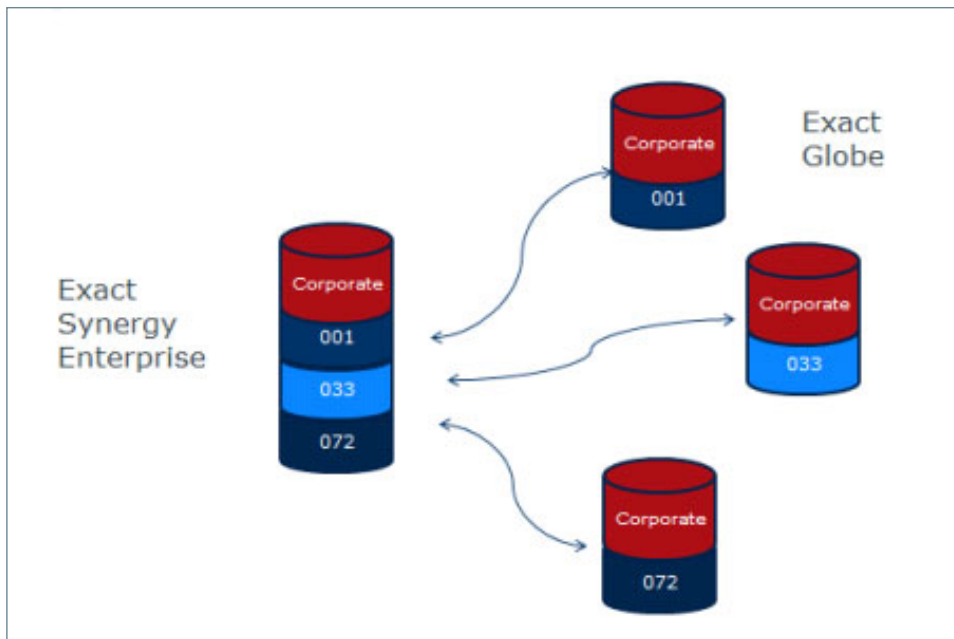 Exact
Synergy
Enterprise
Corporate
001
033
072
Corporate
001
Exact
Globe
Corporate
033
Corporate
072